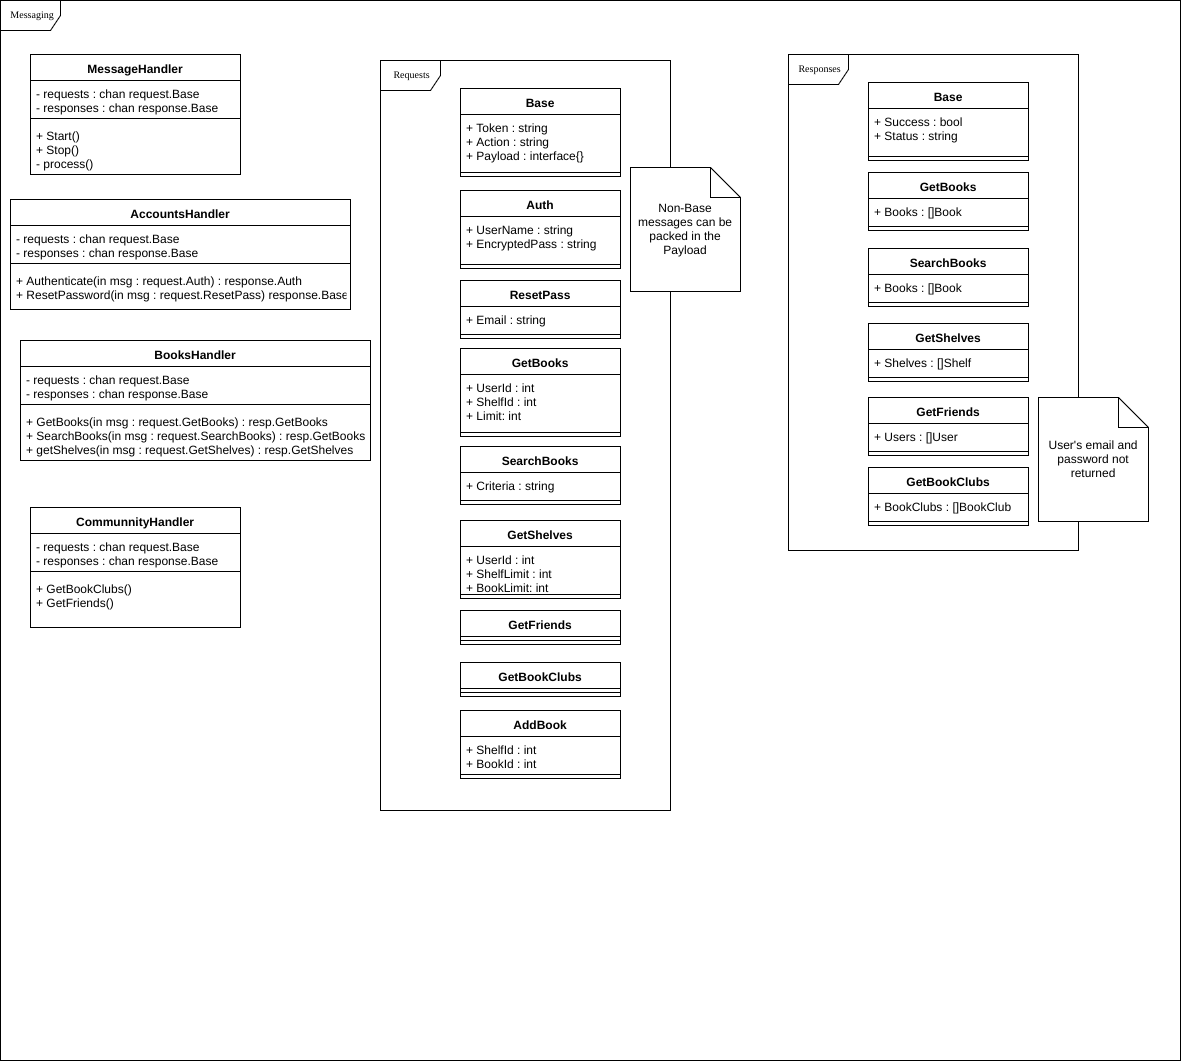 Messaging
MessageHandler
- requests : chan request.Base
- responses : chan response.Base
+ Start()
+ Stop()
- process()
AccountsHandler
- requests : chan request.Base
- responses : chan response.Base
+ Authenticate(in msg : request.Auth) : response.Auth
+ ResetPassword(in msg : request.ResetPass) response.Base
BooksHandler
- requests : chan request.Base
- responses : chan response.Base
+ GetBooks(in msg : request.GetBooks) : resp.GetBooks
+ SearchBooks(in msg : request.SearchBooks) : resp.GetBooks
+ getShelves(in msg : request.GetShelves) : resp.GetShelves
CommunnityHandler
- requests : chan request.Base
- responses : chan response.Base
+ GetBookClubs()
+ GetFriends()
Requests
Base
+ Token : string
+ Action : string
+ Payload : interface{}
Auth
+ UserName : string
+ EncryptedPass : string
ResetPass
+ Email : string
GetBooks
+ UserId : int
+ ShelfId : int
+ Limit: int
SearchBooks
+ Criteria : string
GetShelves
+ UserId : int
+ ShelfLimit : int
+ BookLimit: int
GetFriends
GetBookClubs
AddBook
+ ShelfId : int
+ BookId : int
Non-Base
messages can be
packed in the
Payload
Responses
Base
+ Success : bool
+ Status : string
GetBooks
+ Books : []Book
SearchBooks
+ Books : []Book
GetShelves
+ Shelves : []Shelf
GetFriends
+ Users : []User
GetBookClubs
+ BookClubs : []BookClub
User's email and
password not
returned